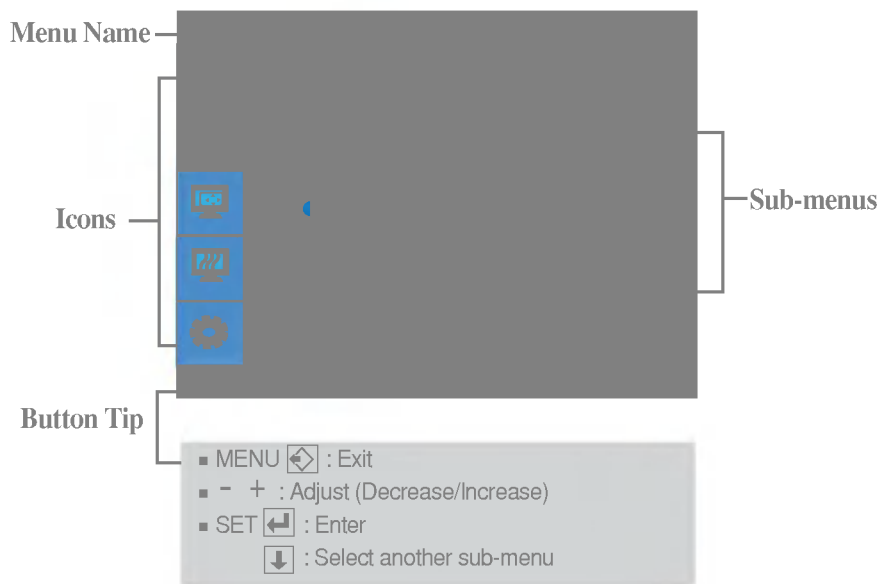 Menu Name
Icons
Sub-menus
Button Tip
▪ MENU : Exit
▪ - + : Adjust (Decrease/Increase)
▪ SET : Enter
: Select another sub-menu